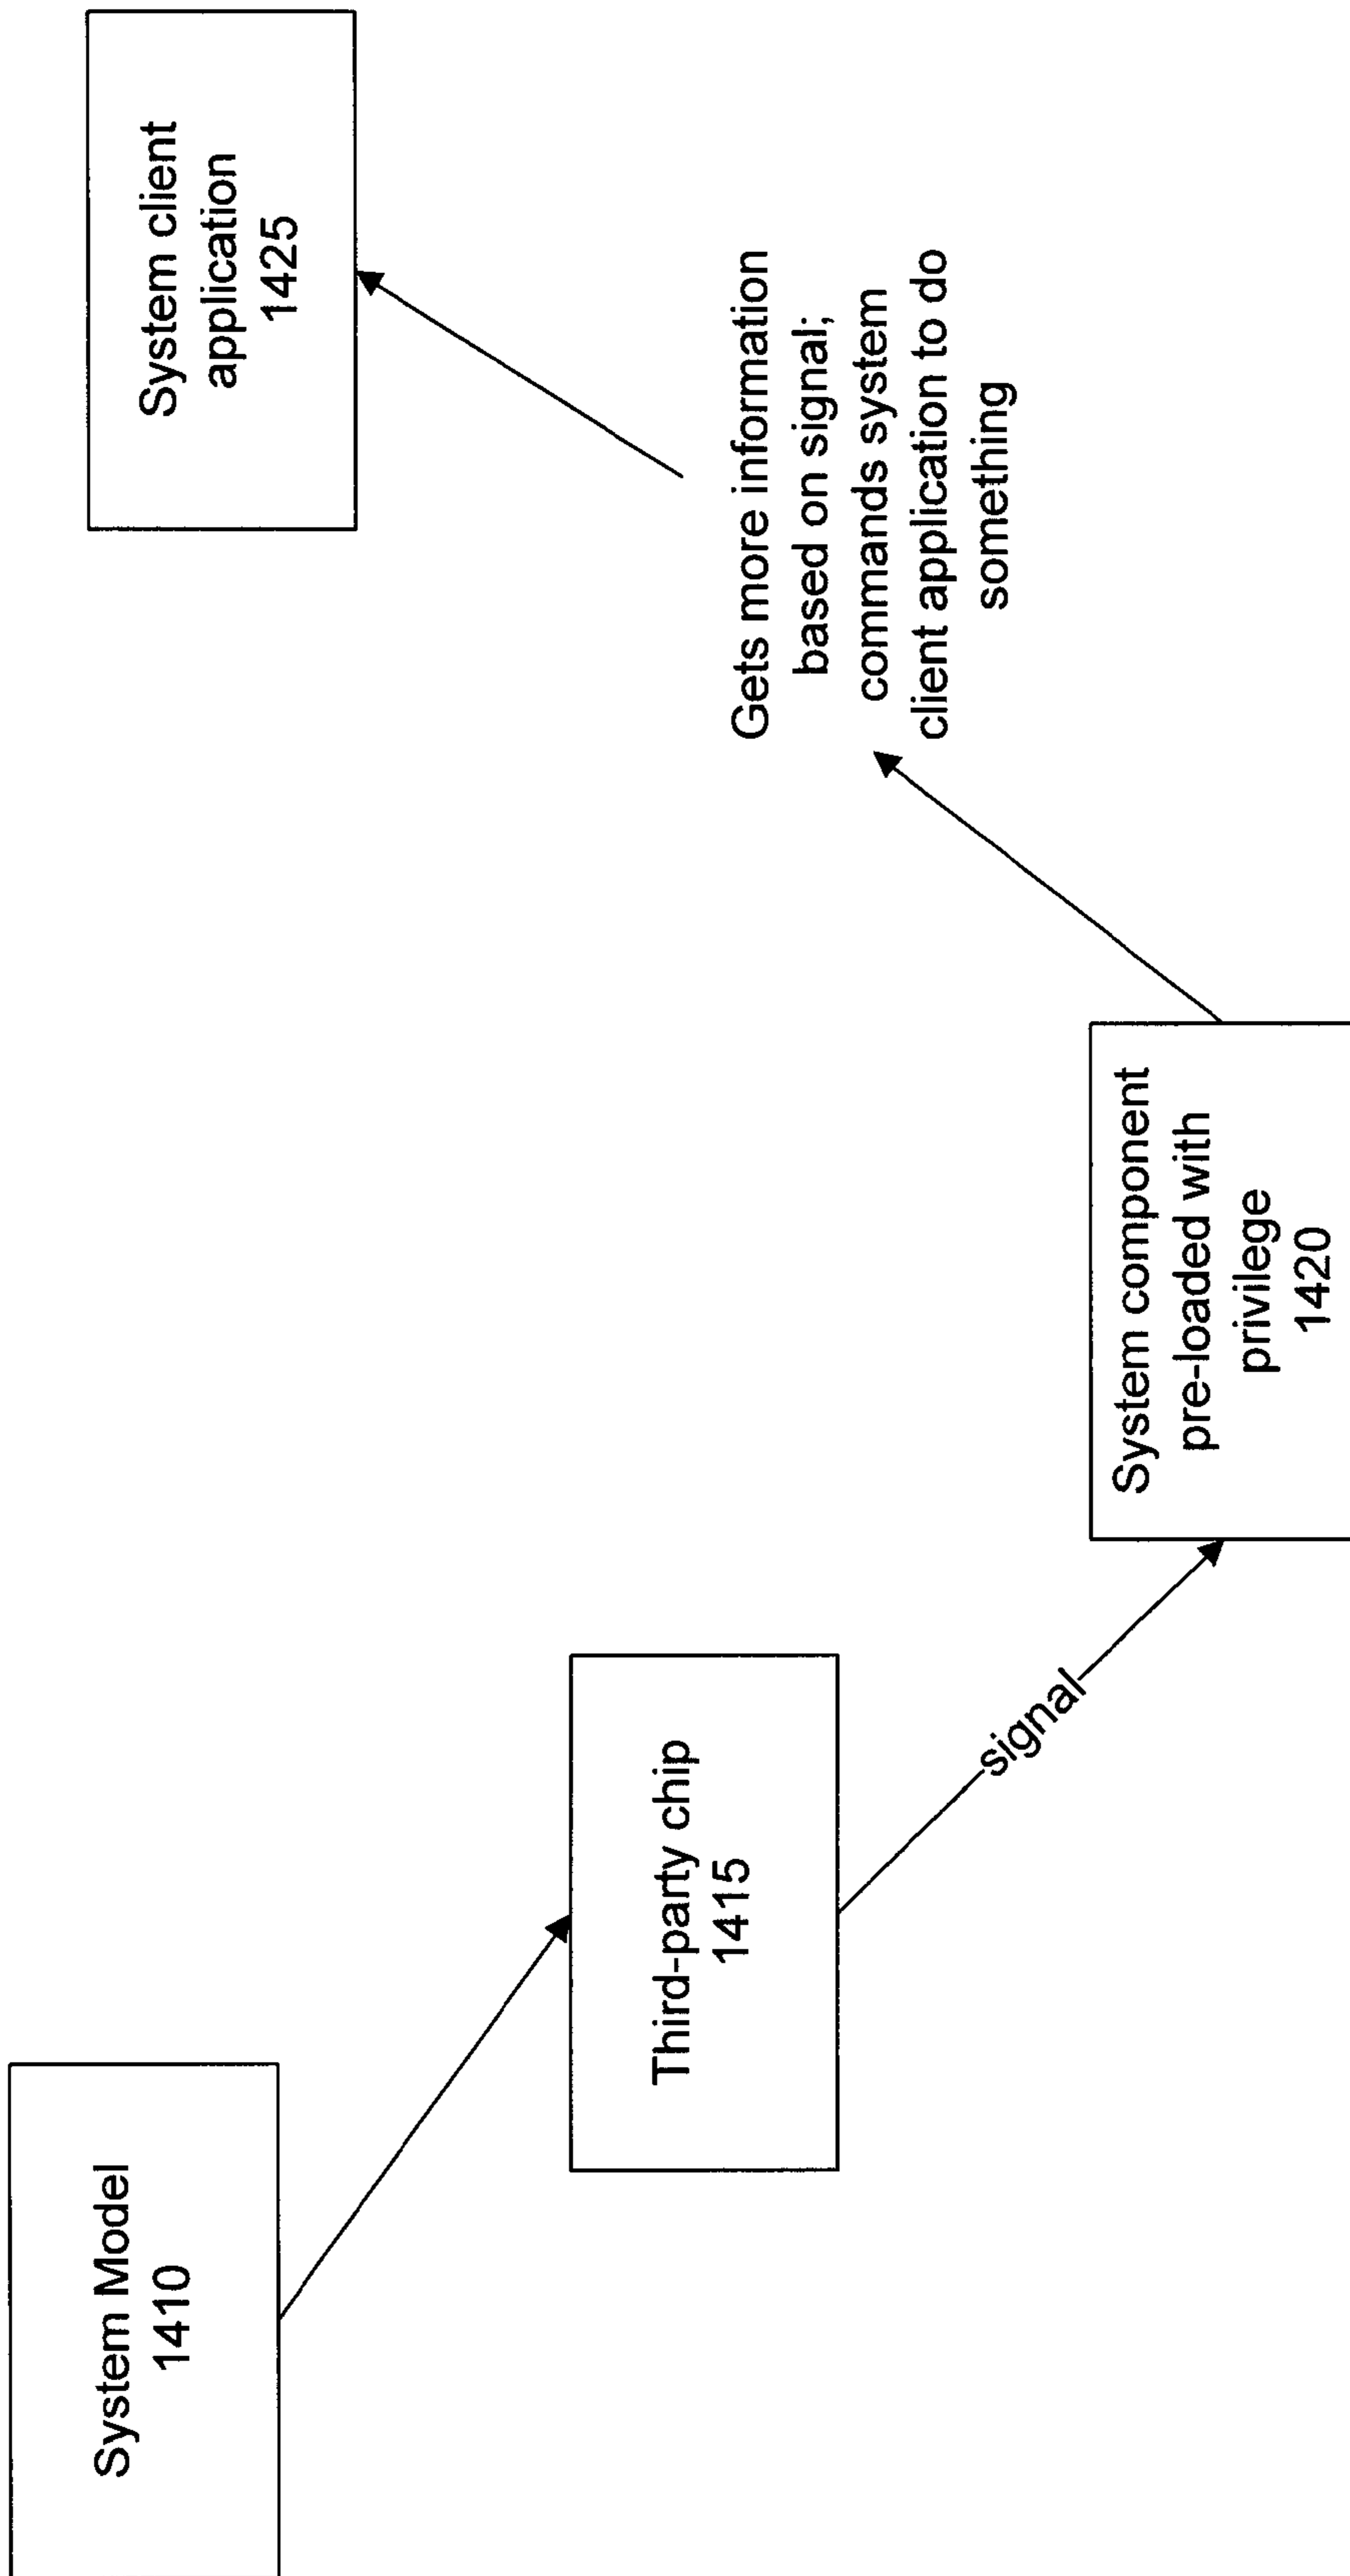 System Model
1410
Third-party chip
1415
signal
System component
pre-loaded with
privilege
1420
Gets more information
based on signal;
commands system
client application to do
something
System client
application
1425